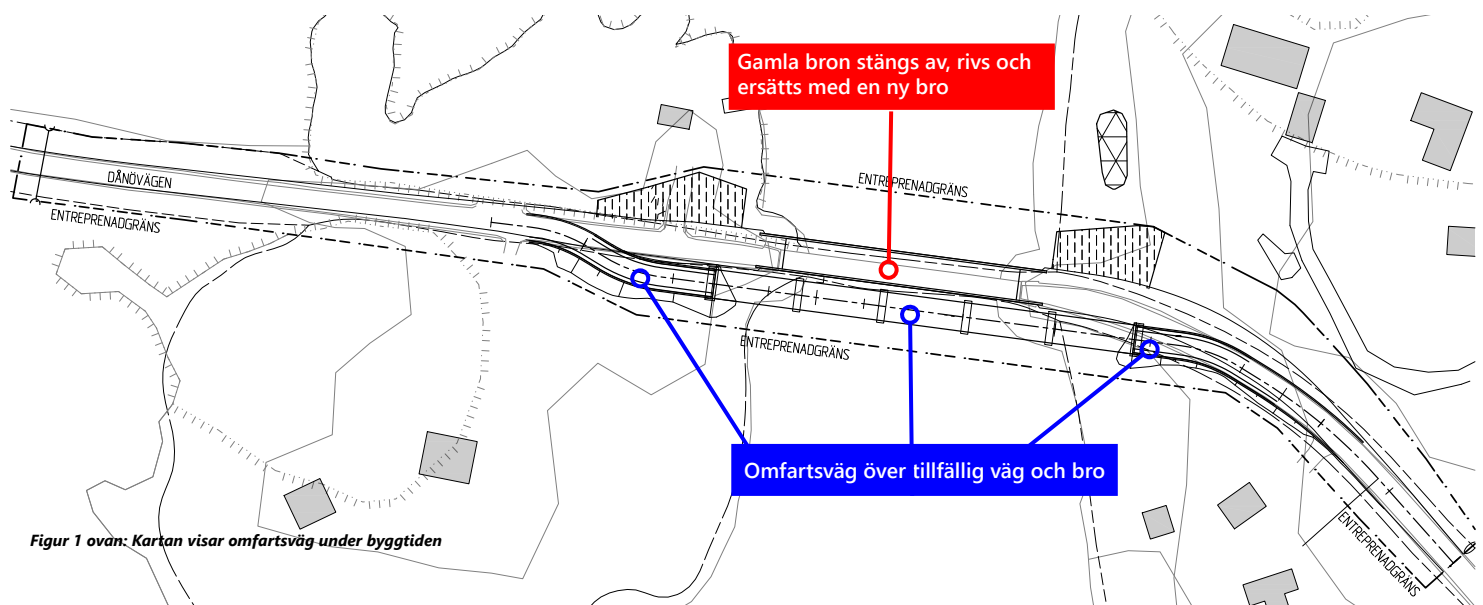 Gamla bron stängs av, rivs och
ersätts med en ny bro
DÅNÖVÄGEN
ENTREPRENADGRÄNS
ENTREPRENADGRÄNS
ENTREPRENADGRÄNS
Omfartsväg över tillfällig väg och bro
ENTREPRENADGRÄNS
Figur 1 ovan: Kartan visar omfartsväg under byggtiden